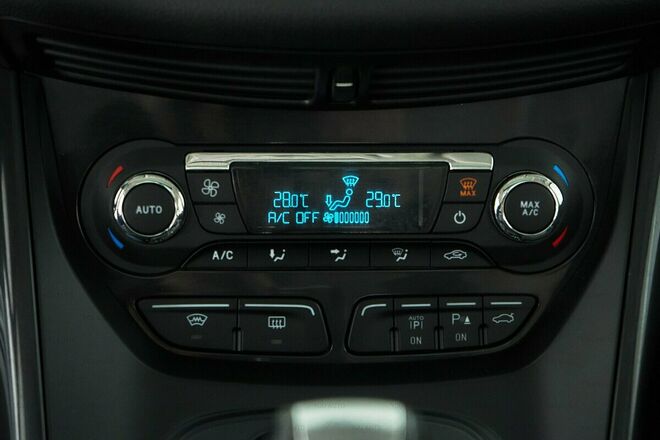 28.0°C 29.0°C
A/C OFF
AUTO
MAX
MAX
A/C
A/C
AUTO
P
ON
P
ON